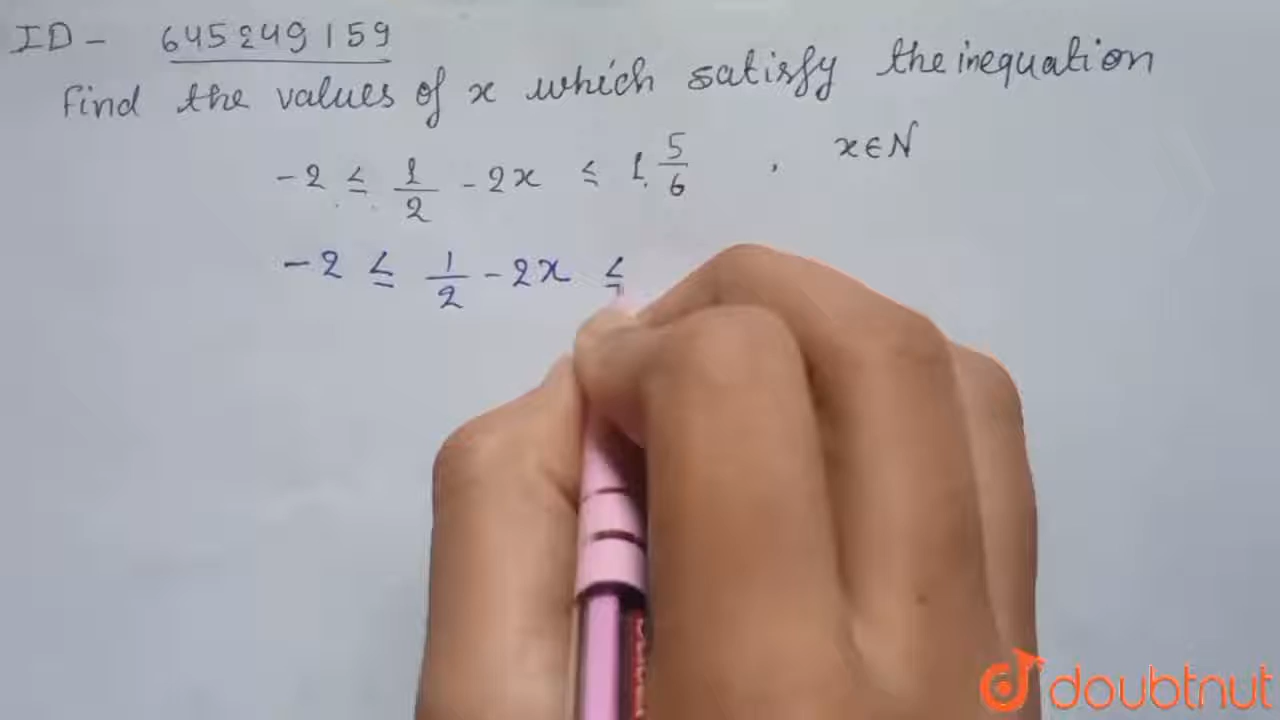 ID - 645249159
Find the values of x which satisfy the inequation
-2 ≤ 1/2 - 2x ≤ 1 5/6 , x∈N
-2 ≤ 1/2 - 2x ≤
doubtnut